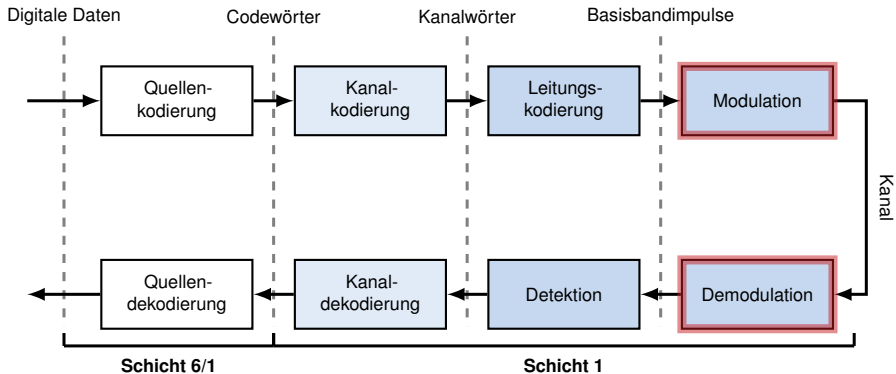 Digitale Daten
Codewörter
Kanalwörter
Basisbandimpulse
Quellen-
kodierung
Kanal-
kodierung
Leitungs-
kodierung
Modulation
Kanal
Quellen-
dekodierung
Kanal-
dekodierung
Detektion
Demodulation
Schicht 6/1
Schicht 1